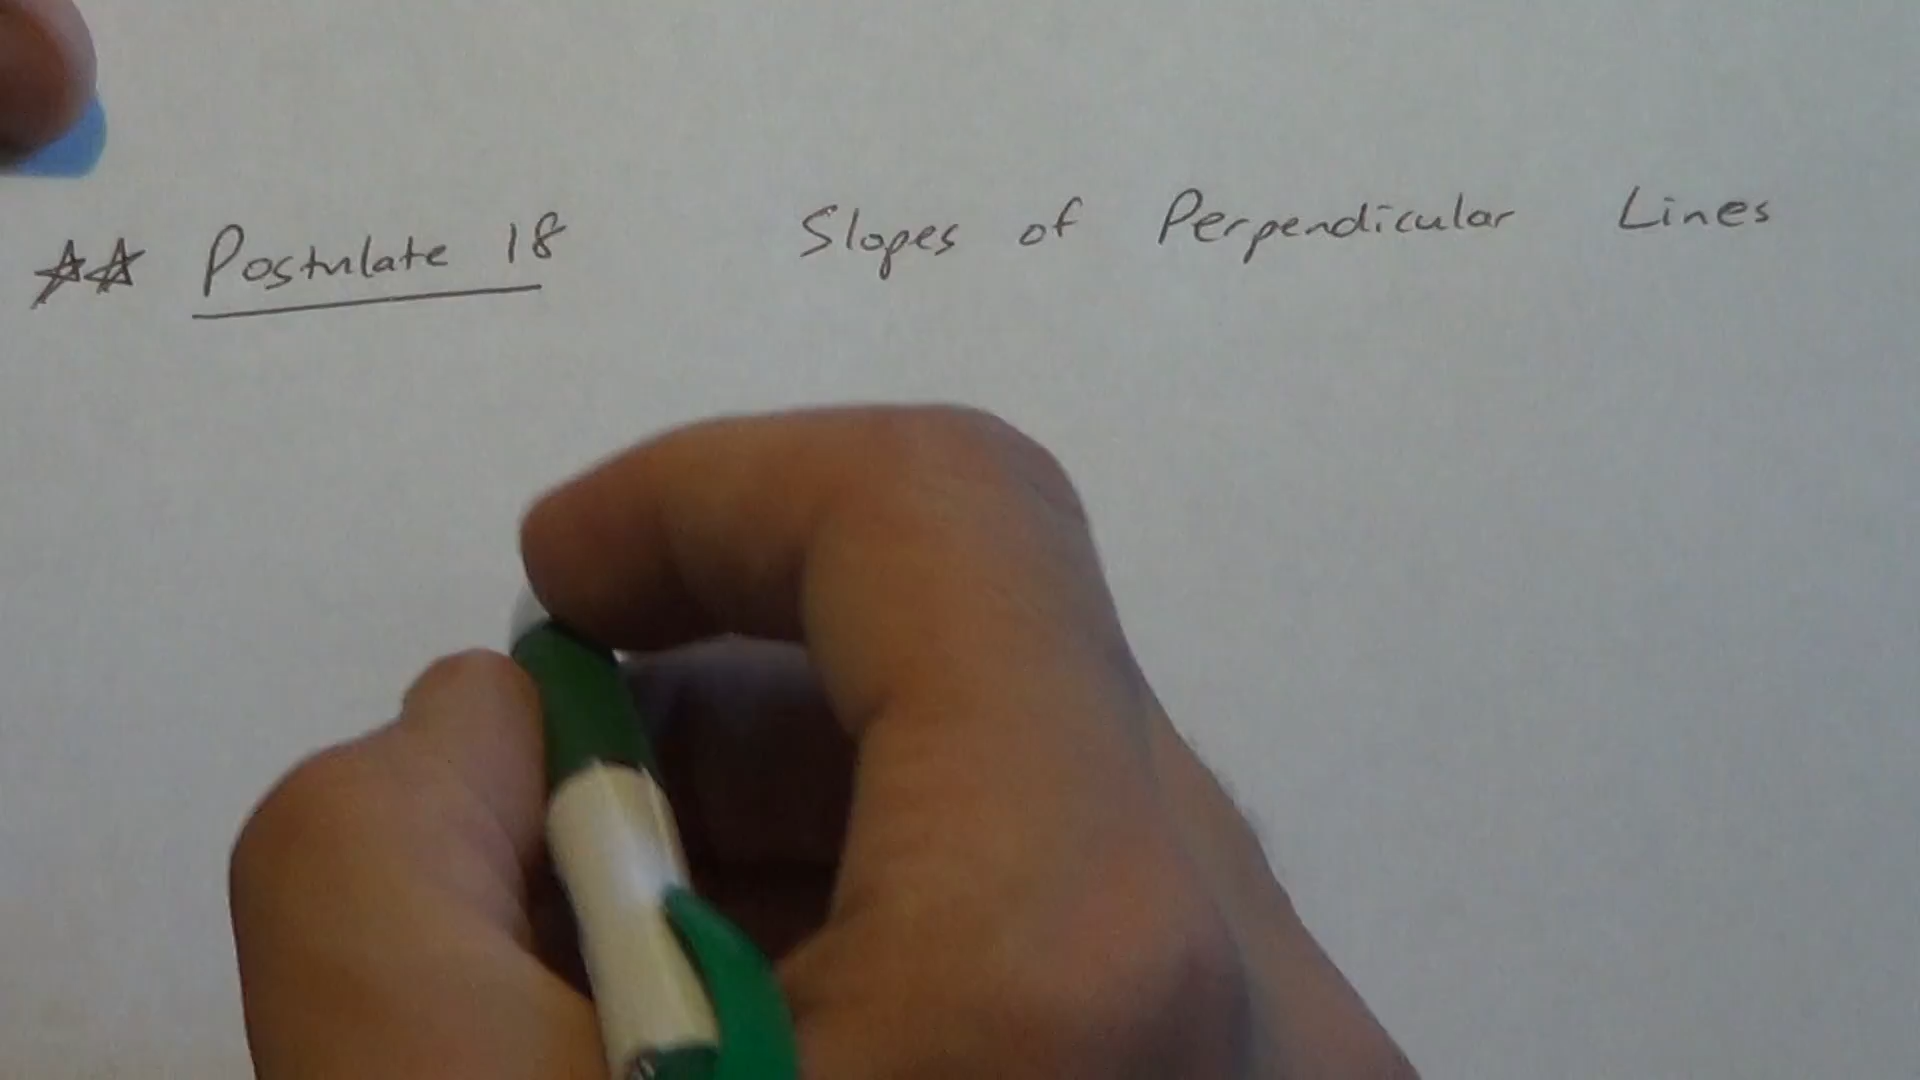 ☆☆ Postulate 18 Slopes of Perpendicular Lines